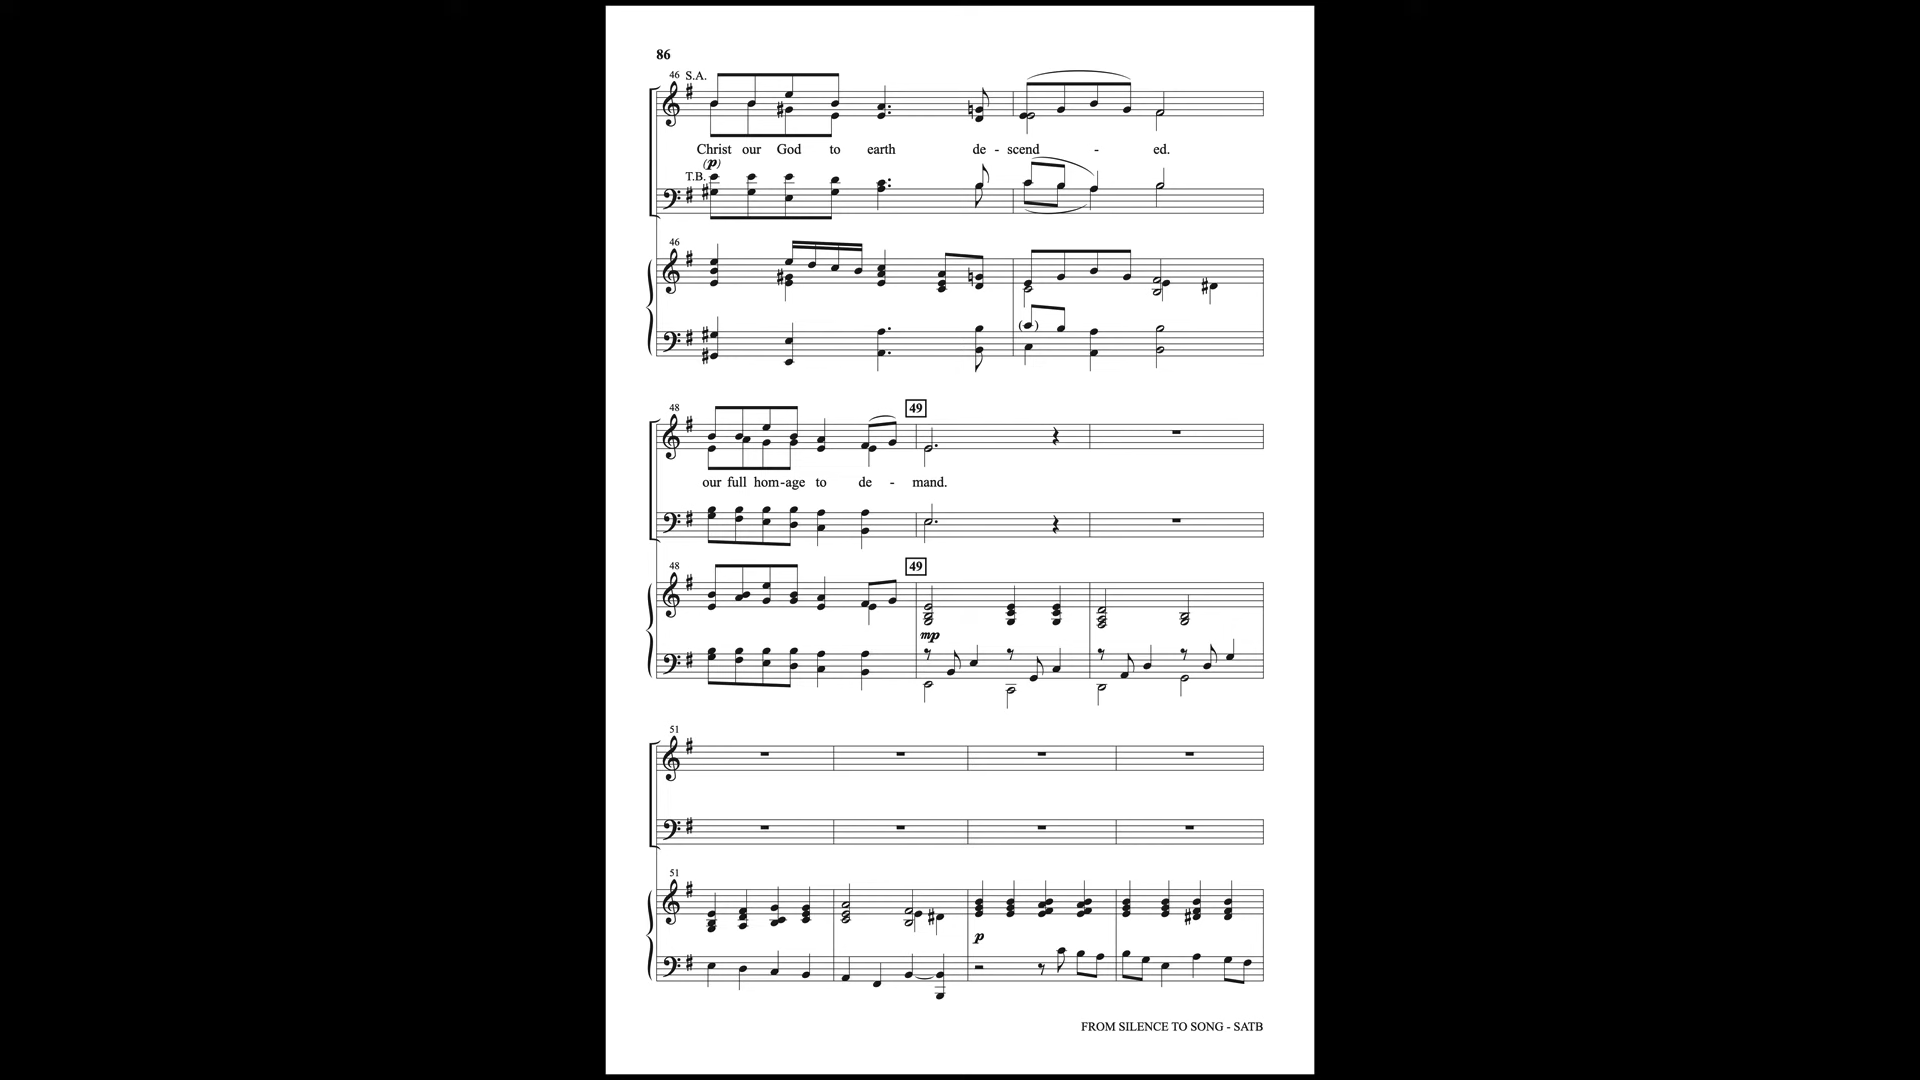 86
46 S.A.
Christ our God to earth de - scend - ed.
(p)
T.B.
46
48
49
our full hom - age to de - mand.
48
49
mp
51
51
p
FROM SILENCE TO SONG - SATB